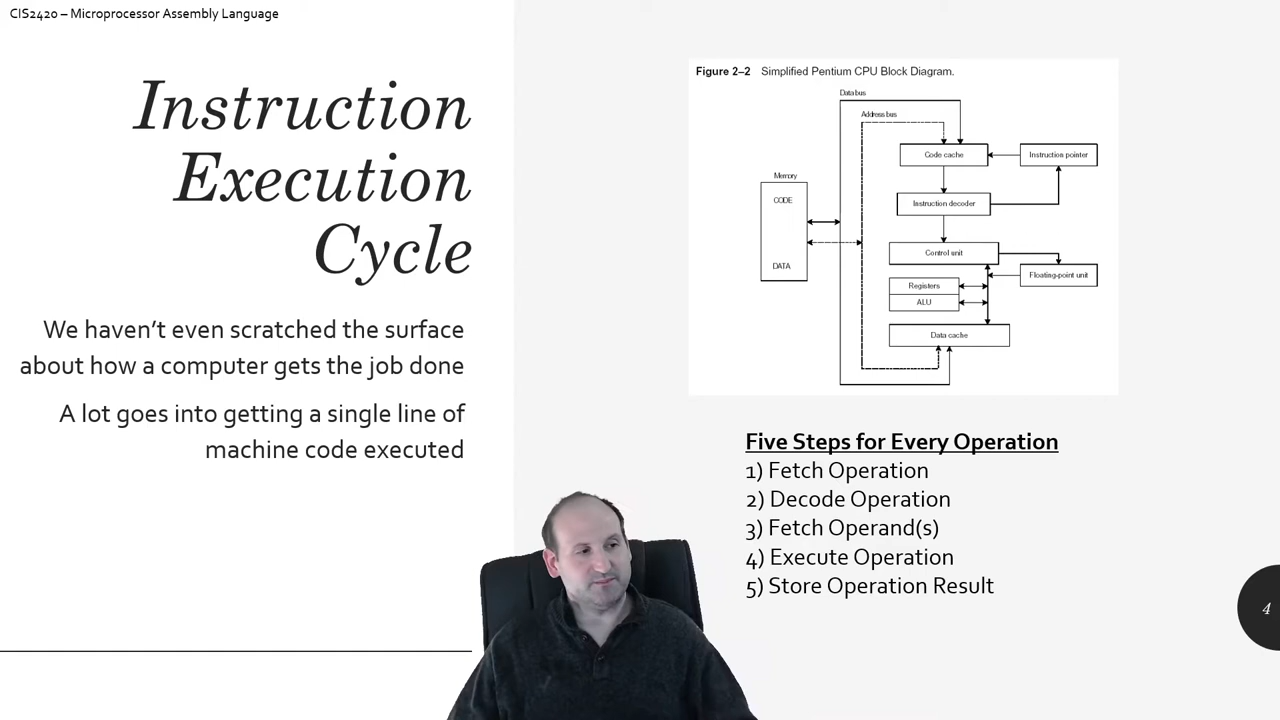 CIS2420 – Microprocessor Assembly Language
Instruction
Execution
Cycle
We haven't even scratched the surface
about how a computer gets the job done
A lot goes into getting a single line of
machine code executed
Figure 2–2 Simplified Pentium CPU Block Diagram.
Data bus
Address bus
Code cache
Instruction pointer
Memory
CODE
Instruction decoder
Control unit
DATA
Floating-point unit
Registers
ALU
Data cache
Five Steps for Every Operation
1) Fetch Operation
2) Decode Operation
3) Fetch Operand(s)
4) Execute Operation
5) Store Operation Result
4